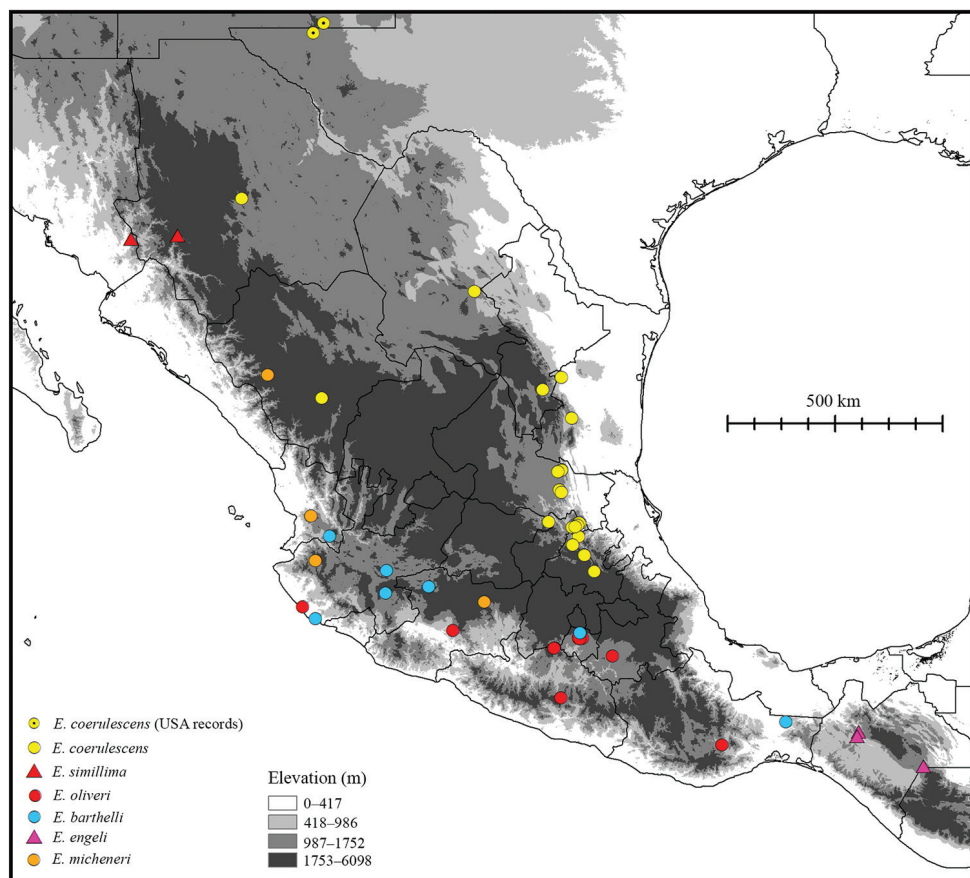 500 km
E. coerulescens (USA records)
E. coerulescens
E. simillima
E. oliveri
E. barthelli
E. engeli
E. micheneri
Elevation (m)
0–417
418–986
987–1752
1753–6098